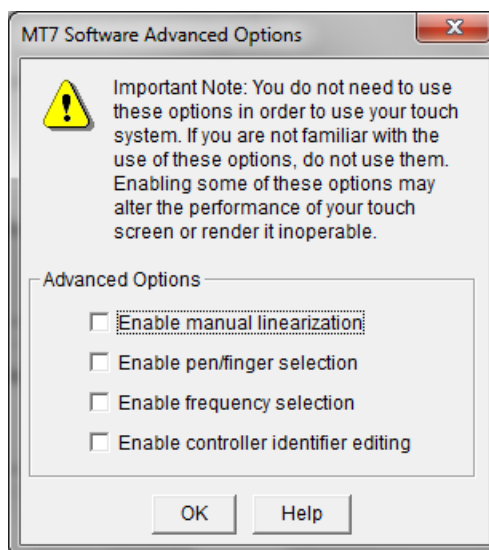 MT7 Software Advanced Options
Important Note: You do not need to use
these options in order to use your touch
system. If you are not familiar with the
use of these options, do not use them.
Enabling some of these options may
alter the performance of your touch
screen or render it inoperable.
Advanced Options
Enable manual linearization
Enable pen/finger selection
Enable frequency selection
Enable controller identifier editing
OK Help